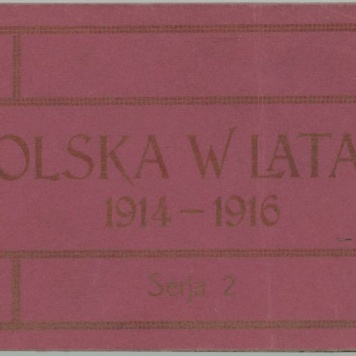 OLSKA W LATA
1914 – 1916
Serja 2